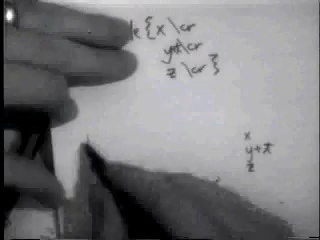 {x \cr
y+π\cr
z \cr}
x
y+π
z